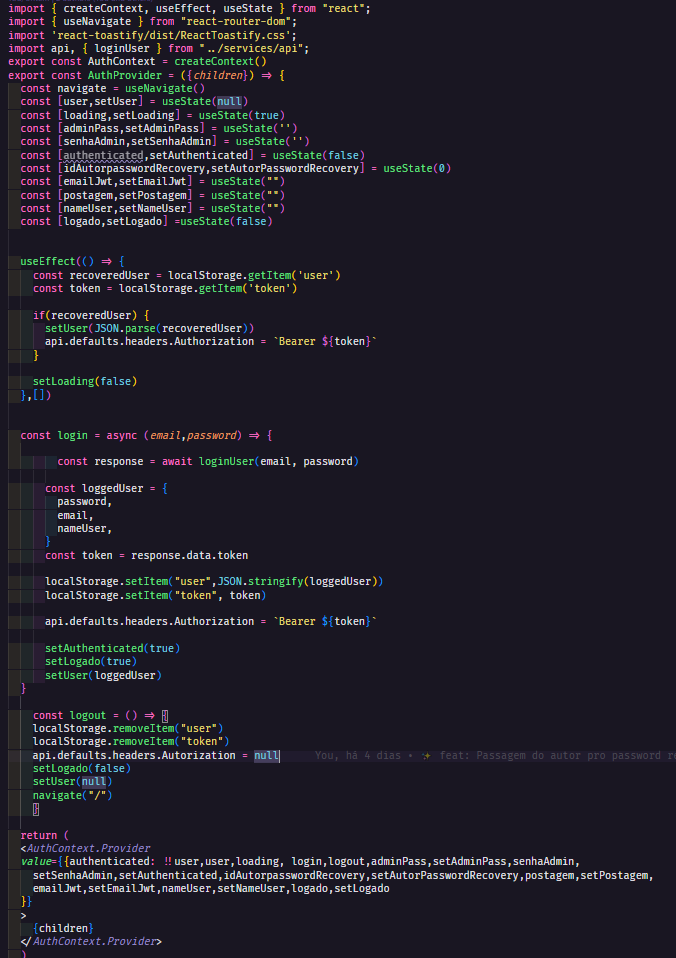 import { createContext, useEffect, useState } from "react";
import { useNavigate } from "react-router-dom";
import 'react-toastify/dist/ReactToastify.css';
import api, { loginUser } from "../services/api";
export const AuthContext = createContext()
export const AuthProvider = ({children}) => {
const navigate = useNavigate()
const [user,setUser] = useState(null)
const [loading,setLoading] = useState(true)
const [adminPass,setAdminPass] = useState('')
const [senhaAdmin,setSenhaAdmin] = useState('')
const [authenticated,setAuthenticated] = useState(false)
const [idAutorpasswordRecovery,setAutorPasswordRecovery] = useState(0)
const [emailJwt,setEmailJwt] = useState("")
const [postagem,setPostagem] = useState("")
const [nameUser,setNameUser] = useState("")
const [logado,setLogado] =useState(false)
useEffect(() => {
const recoveredUser = localStorage.getItem('user')
const token = localStorage.getItem('token')
if(recoveredUser) {
setUser(JSON.parse(recoveredUser))
api.defaults.headers.Authorization = `Bearer ${token}`
}
setLoading(false)
},[])
const login = async (email,password) => {
const response = await loginUser(email, password)
const loggedUser = {
password,
email,
nameUser,
}
const token = response.data.token
localStorage.setItem("user",JSON.stringify(loggedUser))
localStorage.setItem("token", token)
api.defaults.headers.Authorization = `Bearer ${token}`
setAuthenticated(true)
setLogado(true)
setUser(loggedUser)
}
const logout = () => {
localStorage.removeItem("user")
localStorage.removeItem("token")
api.defaults.headers.Autorization = null You, há 4 dias • ✨ feat: Passagem do autor pro password
setLogado(false)
setUser(null)
navigate("/")
}
return (
<AuthContext.Provider
value={{authenticated: !!user,user,loading, login,logout,adminPass,setAdminPass,senhaAdmin,
setSenhaAdmin,setAuthenticated,idAutorpasswordRecovery,setAutorPasswordRecovery,postagem,setPostagem,
emailJwt,setEmailJwt,nameUser,setNameUser,logado,setLogado
}}
>
{children}
</AuthContext.Provider>
)